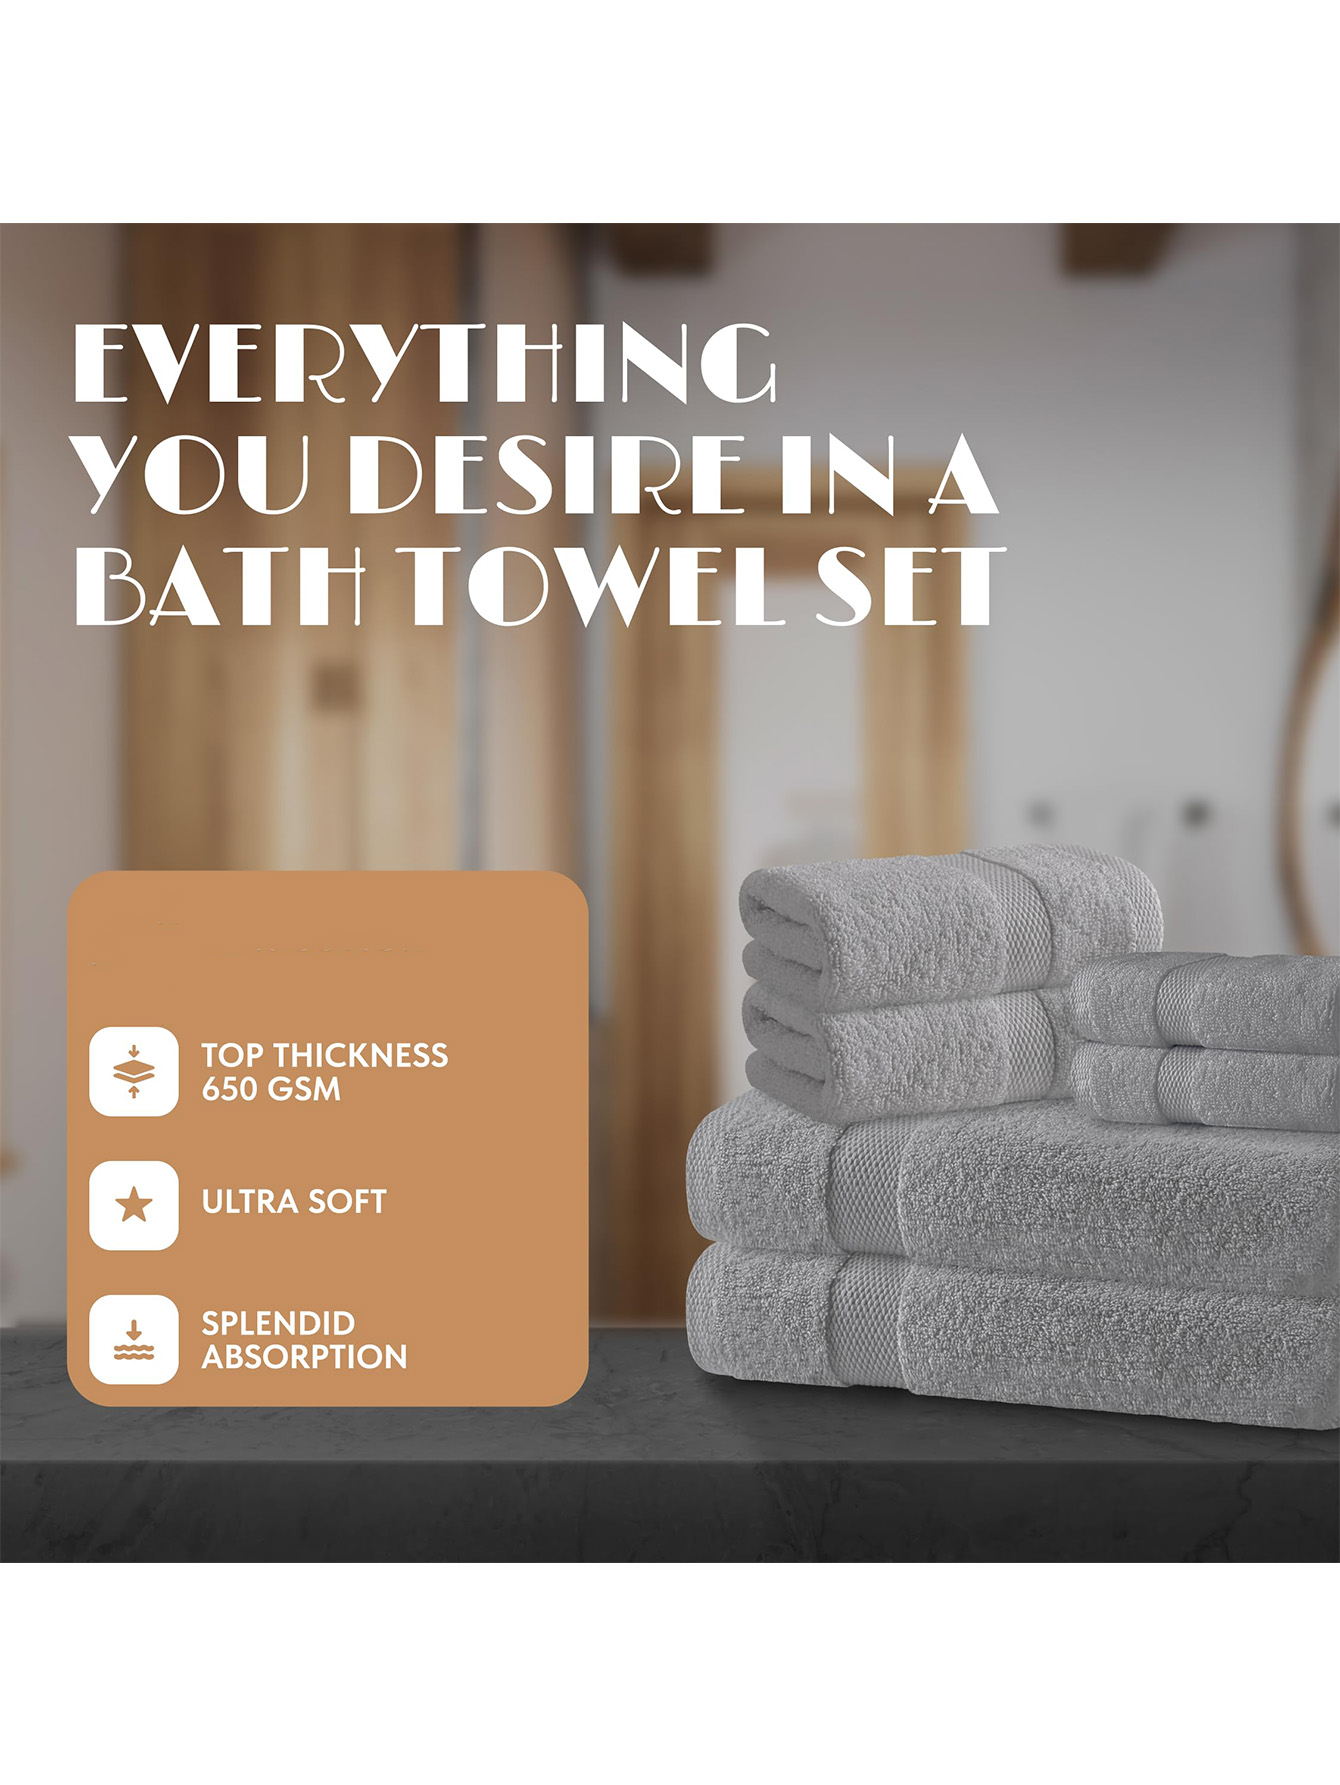 EVERYTHING
YOU DESIRE IN A
BATH TOWEL SET
TOP THICKNESS
650 GSM
ULTRA SOFT
SPLENDID
ABSORPTION